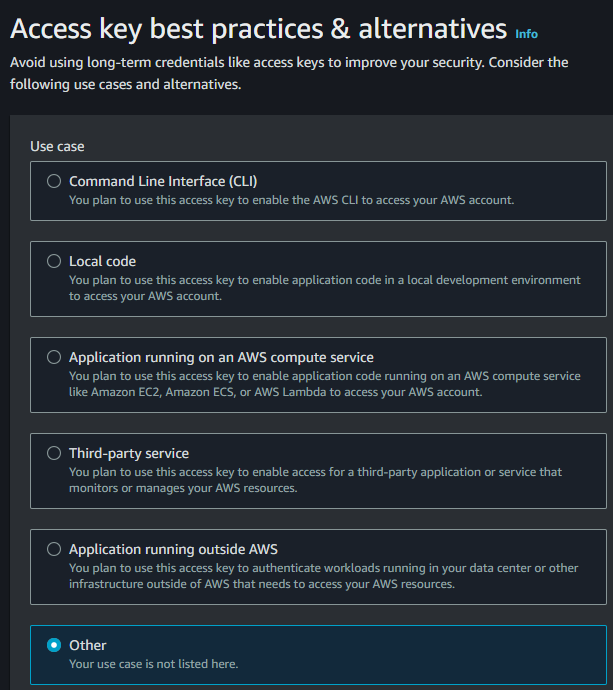 Access key best practices & alternatives Info
Avoid using long-term credentials like access keys to improve your security. Consider the
following use cases and alternatives.
Use case
Command Line Interface (CLI)
You plan to use this access key to enable the AWS CLI to access your AWS account.
Local code
You plan to use this access key to enable application code in a local development environment
to access your AWS account.
Application running on an AWS compute service
You plan to use this access key to enable application code running on an AWS compute service
like Amazon EC2, Amazon ECS, or AWS Lambda to access your AWS account.
Third-party service
You plan to use this access key to enable access for a third-party application or service that
monitors or manages your AWS resources.
Application running outside AWS
You plan to use this access key to authenticate workloads running in your data center or other
infrastructure outside of AWS that needs to access your AWS resources.
Other
Your use case is not listed here.